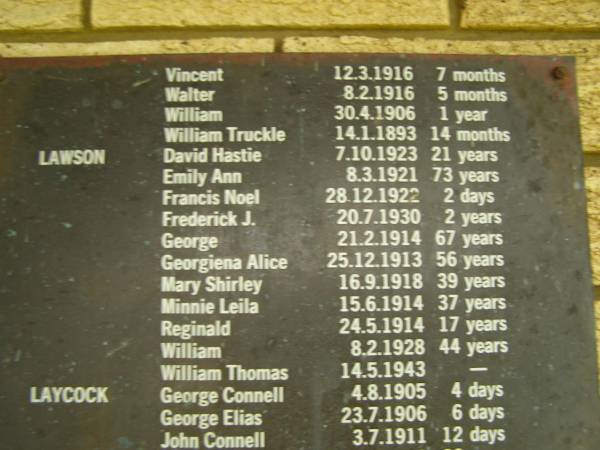 Vincent 12.3.1916 7 months
Walter 8.2.1916 5 months
William 30.4.1906 1 year
William Truckle 14.1.1893 14 months
LAWSON David Hastie 7.10.1923 21 years
Emily Ann 8.3.1921 73 years
Francis Noel 28.12.1922 2 days
Frederick J. 20.7.1930 2 years
George 21.2.1914 67 years
Georgiena Alice 25.12.1913 56 years
Mary Shirley 16.9.1918 39 years
Minnie Leila 15.6.1914 37 years
Reginald 24.5.1914 17 years
William 8.2.1928 44 years
William Thomas 14.5.1943 —
LAYCOCK George Connell 4.8.1905 4 days
George Elias 23.7.1906 6 days
John Connell 3.7.1911 12 days